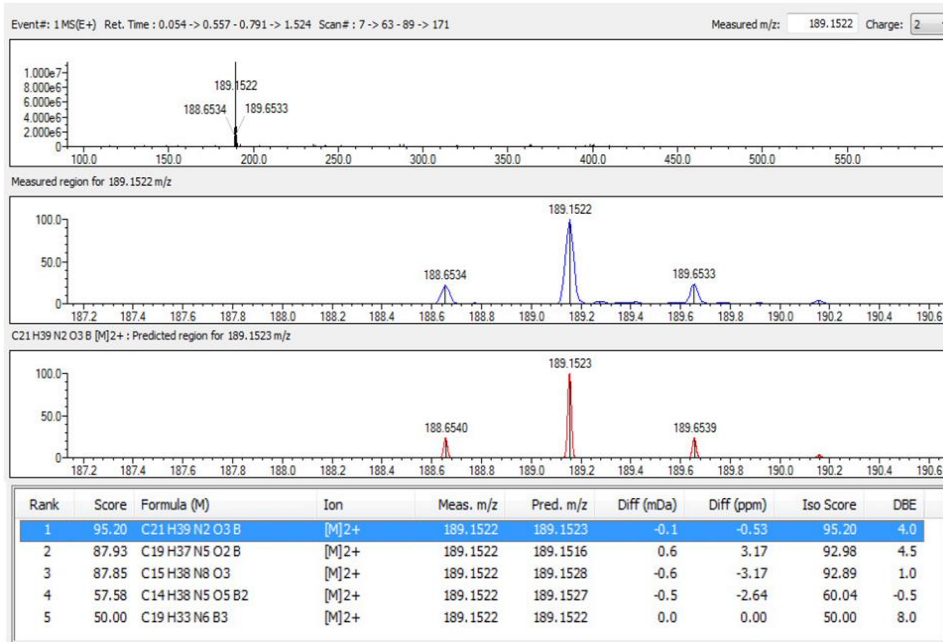 Event#: 1 MS(E+) Ret. Time : 0.054 -> 0.557 - 0.791 -> 1.524 Scan# : 7 -> 63 - 89 -> 171 Measured m/z: 189.1522 Charge: 2
1.000e7
8.000e6
6.000e6
4.000e6
2.000e6
0
189.1522
188.6534 189.6533
100.0 150.0 200.0 250.0 300.0 350.0 400.0 450.0 500.0 550.0
Measured region for 189.1522 m/z
100.0
50.0
0
189.1522
188.6534 189.6533
187.2 187.4 187.6 187.8 188.0 188.2 188.4 188.6 188.8 189.0 189.2 189.4 189.6 189.8 190.0 190.2 190.4 190.6
C21 H39 N2 O3 B [M]2+ : Predicted region for 189.1523 m/z
100.0
50.0
0
189.1523
188.6540 189.6539
187.2 187.4 187.6 187.8 188.0 188.2 188.4 188.6 188.8 189.0 189.2 189.4 189.6 189.8 190.0 190.2 190.4 190.6
Rank Score Formula (M) Ion Meas. m/z Pred. m/z Diff (mDa) Diff (ppm) Iso Score DBE
1 95.20 C21 H39 N2 O3 B [M]2+ 189.1522 189.1523 -0.1 -0.53 95.20 4.0
2 87.93 C19 H37 N5 O2 B [M]2+ 189.1522 189.1516 0.6 3.17 92.98 4.5
3 87.85 C15 H38 N8 O3 [M]2+ 189.1522 189.1528 -0.6 -3.17 92.89 1.0
4 57.58 C14 H38 N5 O5 B2 [M]2+ 189.1522 189.1527 -0.5 -2.64 60.04 -0.5
5 50.00 C19 H33 N6 B3 [M]2+ 189.1522 189.1522 0.0 0.00 50.00 8.0